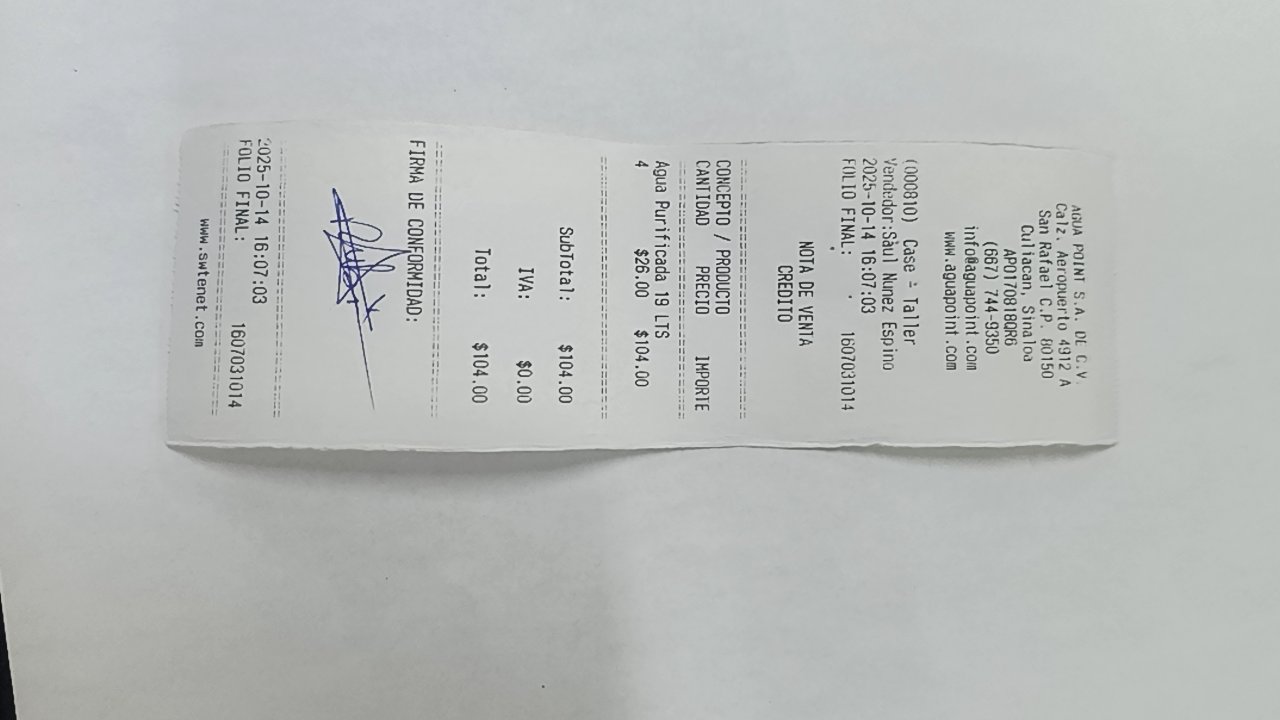 AGUA POINT S.A. DE C.V.
Calz. Aeropuerto 4912 A
San Rafael C.P. 80150
Culiacan, Sinaloa
APO170818QR6
(667) 744-9350
info@aguapoint.com
www.aguapoint.com
(000810) Case - Taller
Vendedor:Saul Nunez Espino
2025-10-14 16:07:03
FOLIO FINAL: 1607031014
NOTA DE VENTA
CREDITO
CONCEPTO / PRODUCTO
CANTIDAD PRECIO IMPORTE
Agua Purificada 19 LTS
4 $26.00 $104.00
SubTotal: $104.00
IVA: $0.00
Total: $104.00
FIRMA DE CONFORMIDAD:
2025-10-14 16:07:03
FOLIO FINAL: 1607031014
www.swtenet.com